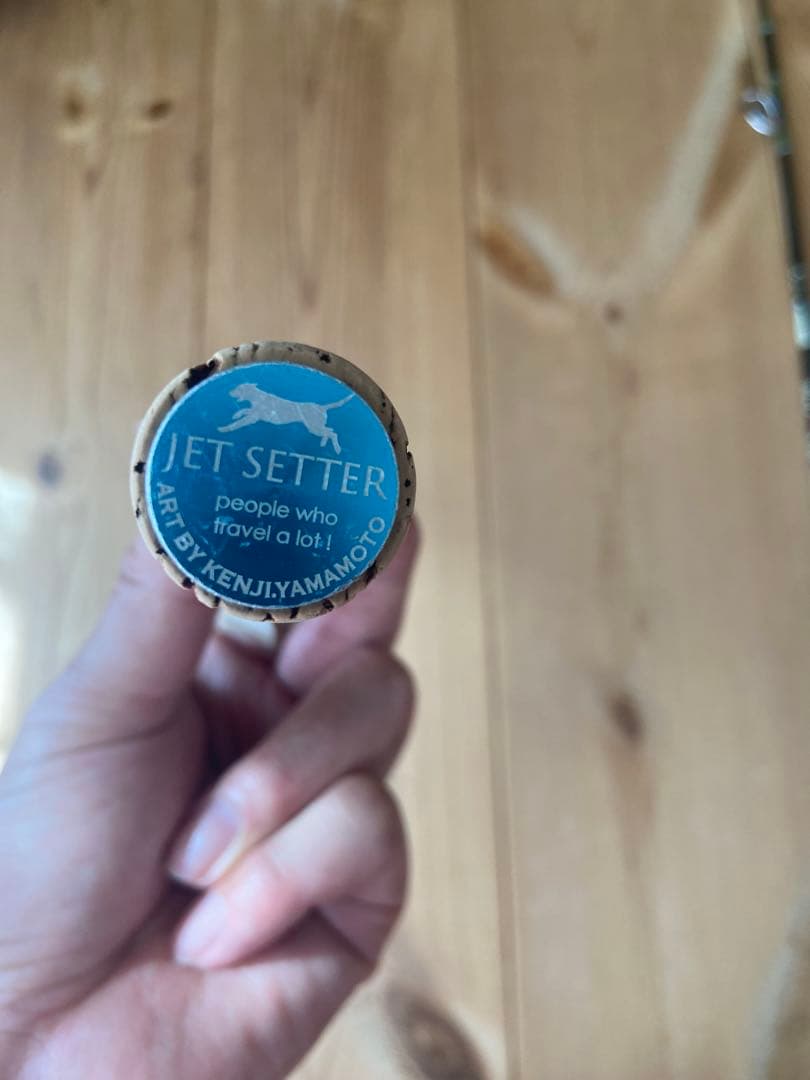 JET SETTER
people who
travel a lot !
ART BY KENJI.YAMAMOTO